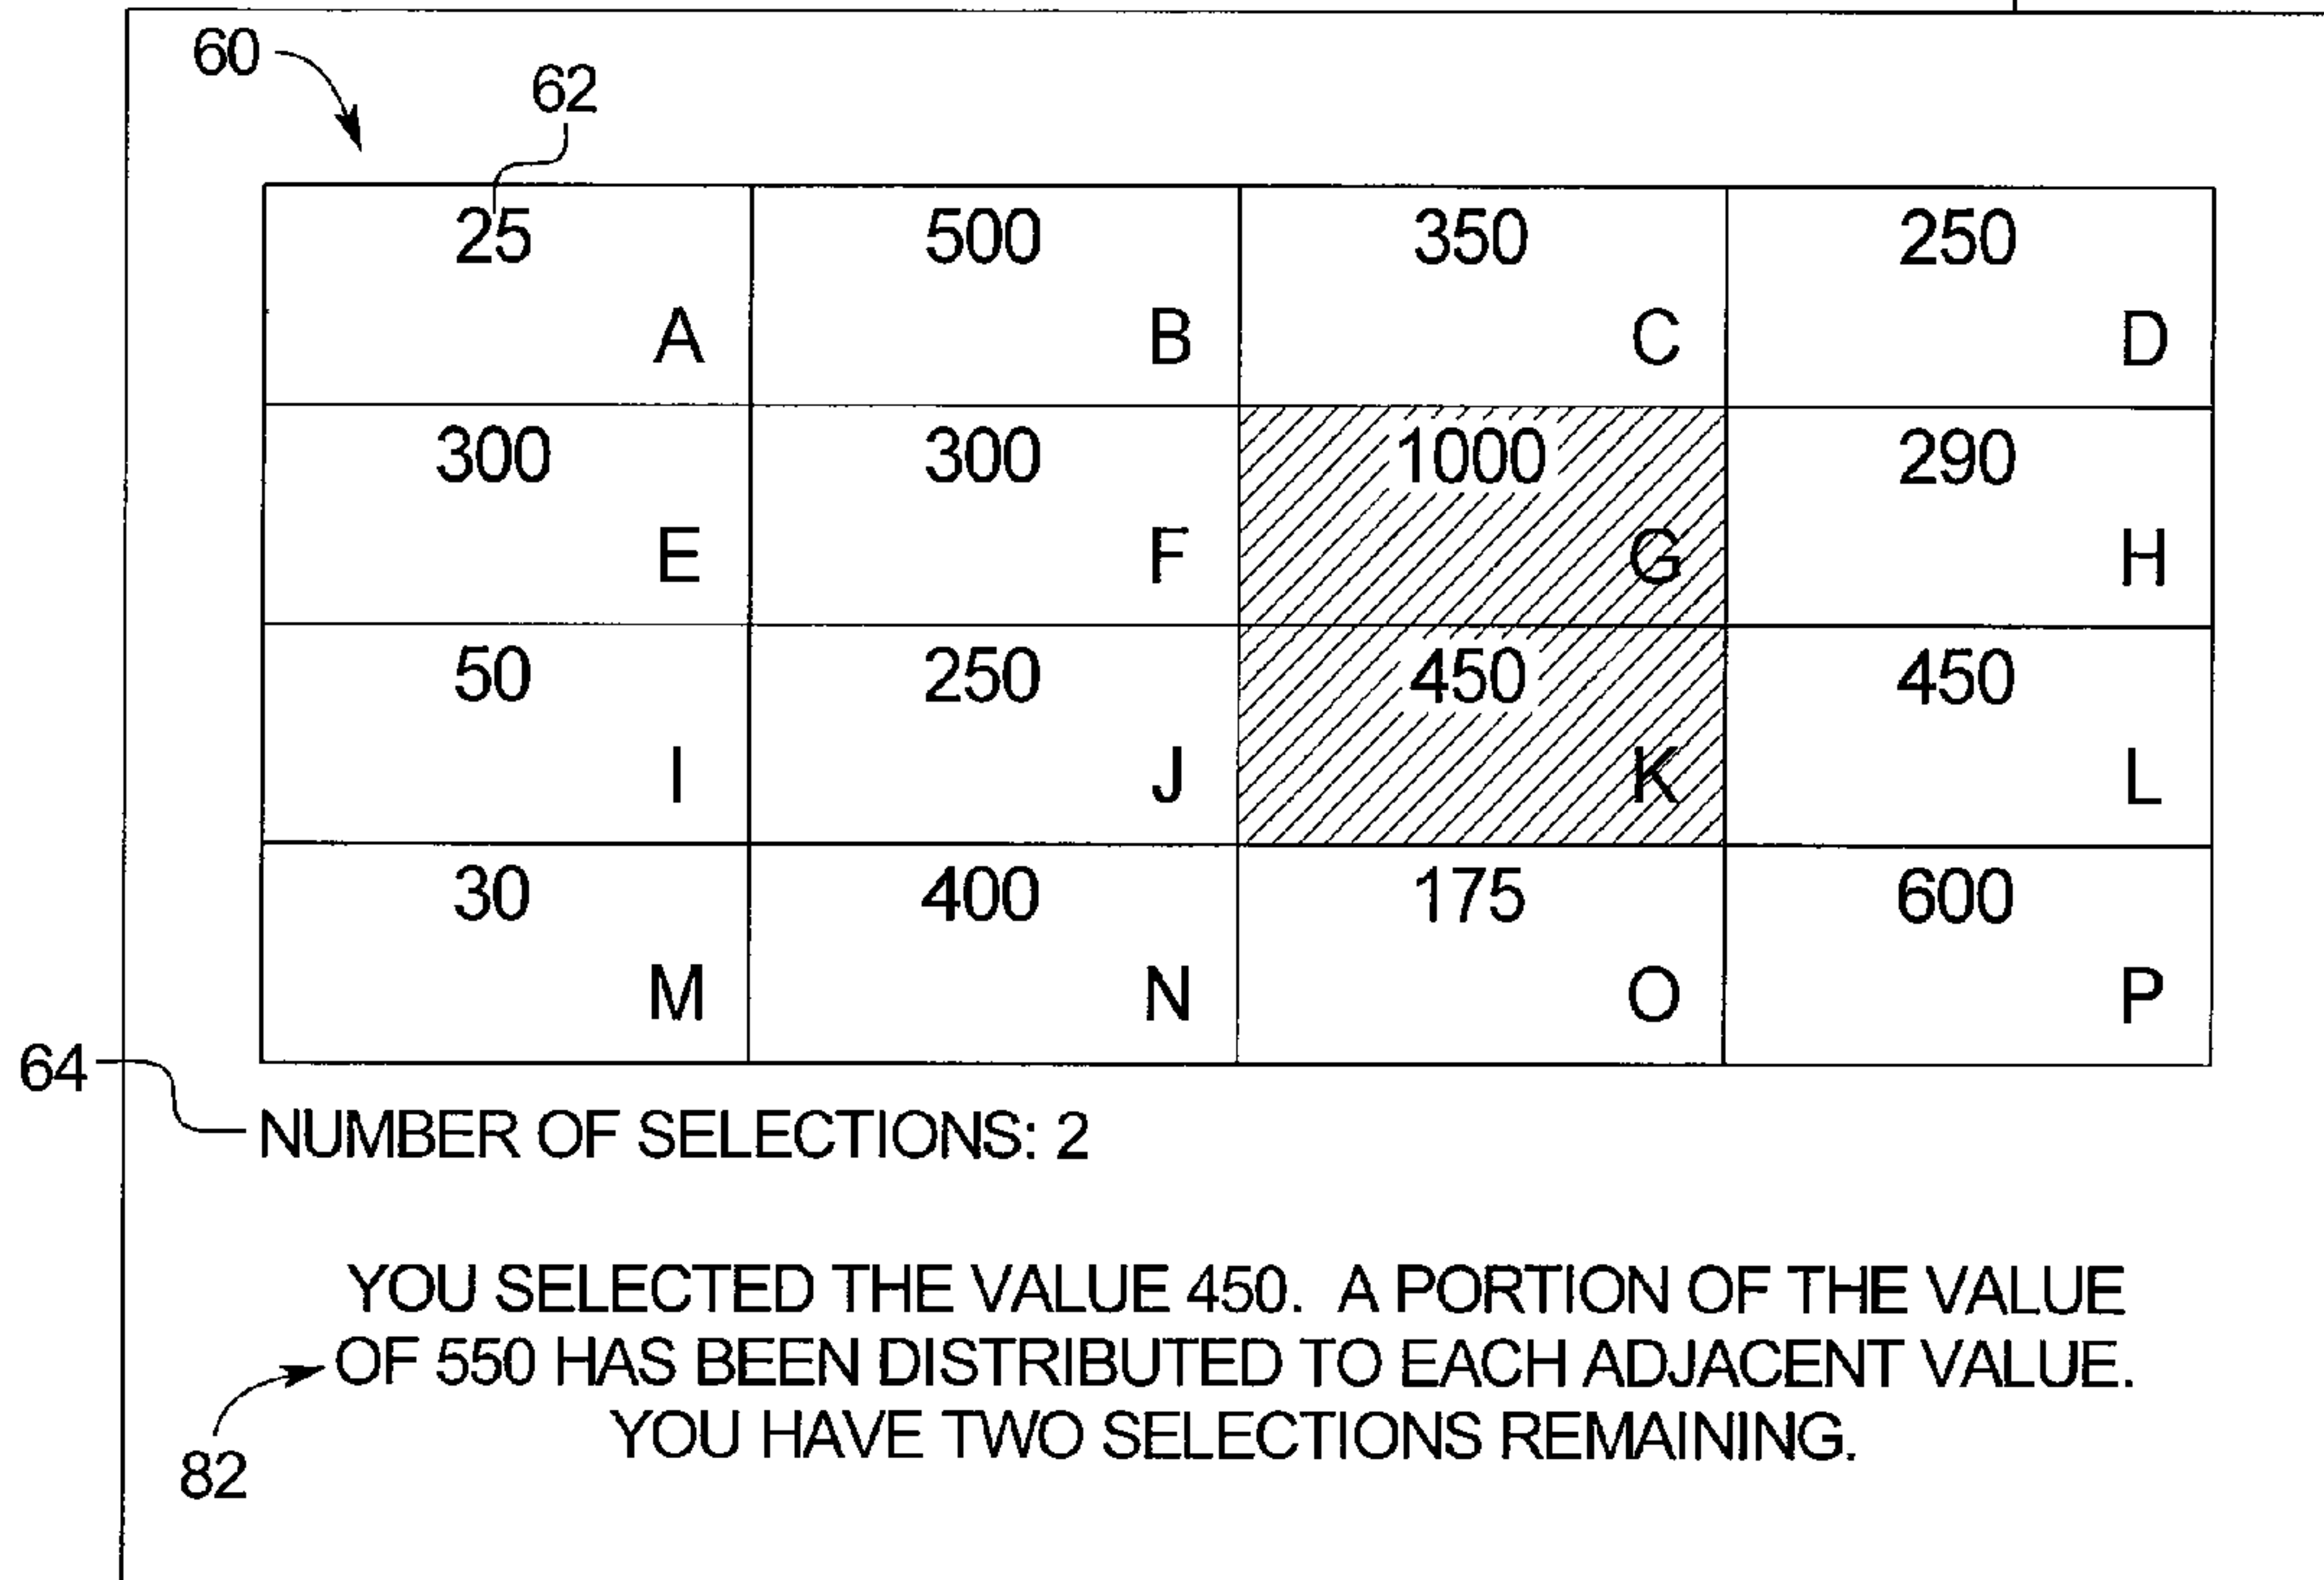 60
62
25 500 350 250
A B C D
300 300 1000 290
E F G H
50 250 450 450
I J K L
30 400 175 600
M N O P
64
NUMBER OF SELECTIONS: 2
YOU SELECTED THE VALUE 450. A PORTION OF THE VALUE
OF 550 HAS BEEN DISTRIBUTED TO EACH ADJACENT VALUE.
YOU HAVE TWO SELECTIONS REMAINING.
82